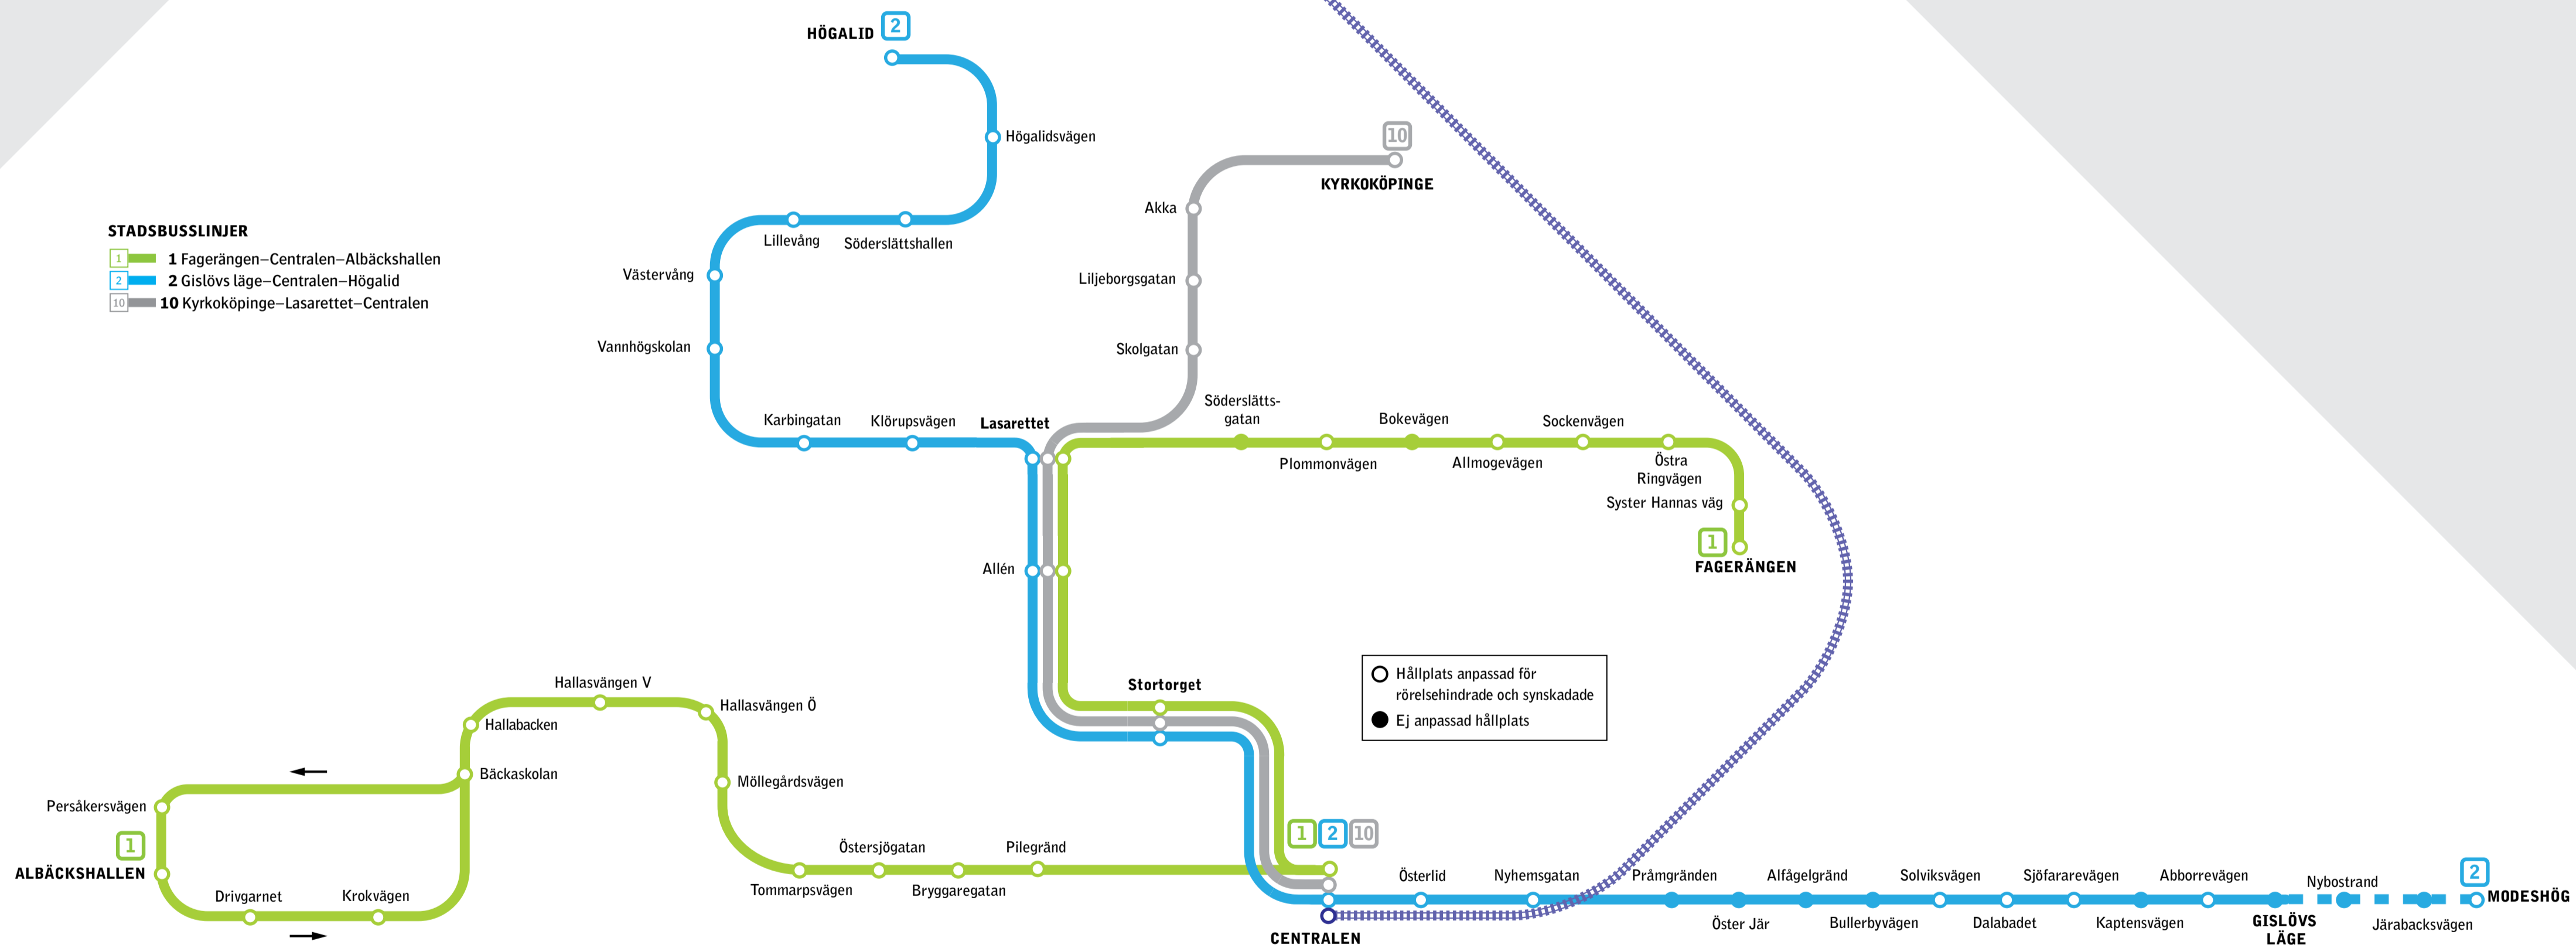 HÖGALID 2
Högalidsvägen
10
KYRKOKÖPINGE
Akka
STADSBUSSLINJER
1 1 Fagerängen–Centralen–Albäckshallen
2 2 Gislövs läge–Centralen–Högalid
10 10 Kyrkoköpinge–Lasarettet–Centralen
Lillevång
Söderslättshallen
Västervång
Liljeborgsgatan
Vannhögskolan
Skolgatan
Karbingatan
Klörupsvägen
Lasarettet
Söderslätts-
gatan
Plommonvägen
Bokevägen
Allmogevägen
Sockenvägen
Östra
Ringvägen
Syster Hannas väg
1
FAGERÄNGEN
Allén
Hållplats anpassad för
rörelsehindrade och synskadade
Ej anpassad hållplats
Stortorget
Hallasvängen V
Hallasvängen Ö
Hallabacken
Bäckaskolan
Möllegårdsvägen
Persåkersvägen
1
ALBÄCKSHALLEN
Drivgarnet
Krokvägen
Tommarpsvägen
Östersjögatan
Bryggaregatan
Pilegränd
1 2 10
CENTRALEN
Österlid
Nyhemsgatan
Pråmgränden
Öster Jär
Alfågelgränd
Bullerbyvägen
Solviksvägen
Dalabadet
Sjöfararevägen
Kaptensvägen
Abborrevägen
GISLÖVS
LÄGE
Nybostrand
Järabacksvägen
2
MODESHÖG